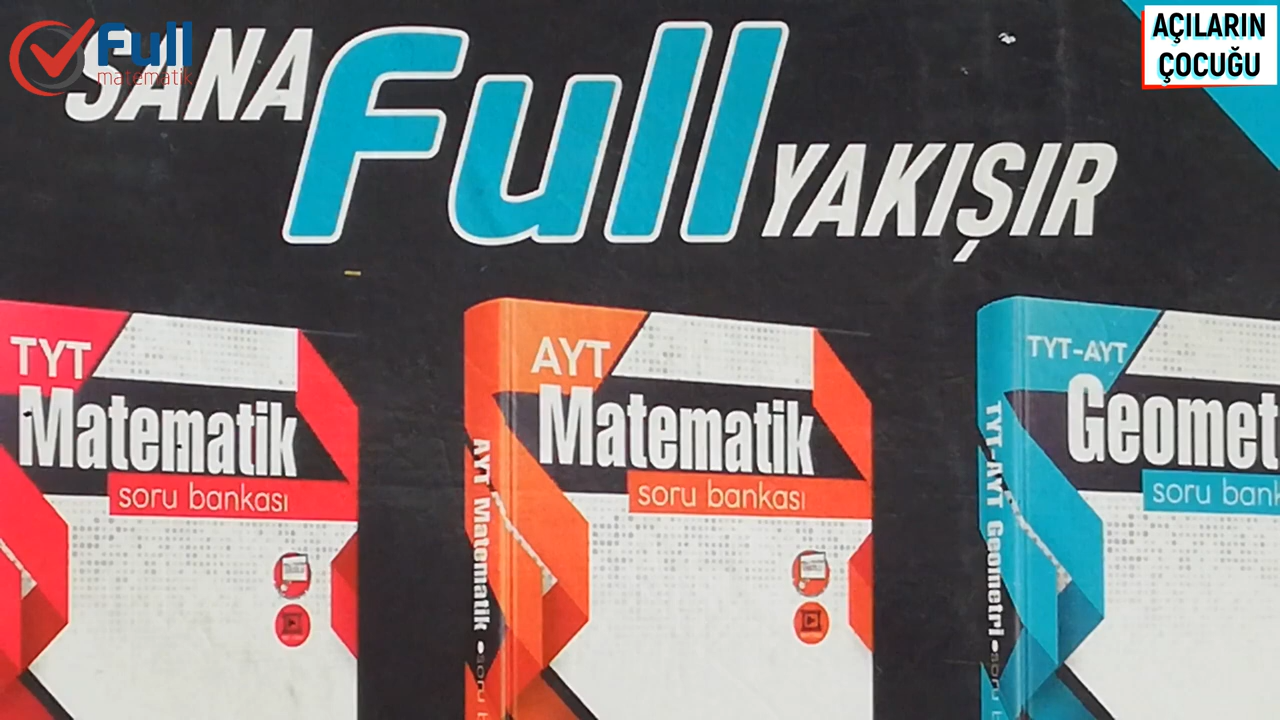 Full
matematik
AÇILARIN
ÇOCUĞU
SANA Full YAKIŞIR
TYT
Matematik
soru bankası
AYT
Matematik
soru bankası
AYT Matematik
TYT-AYT
Geomet
soru bank
TYT-AYT Geometri